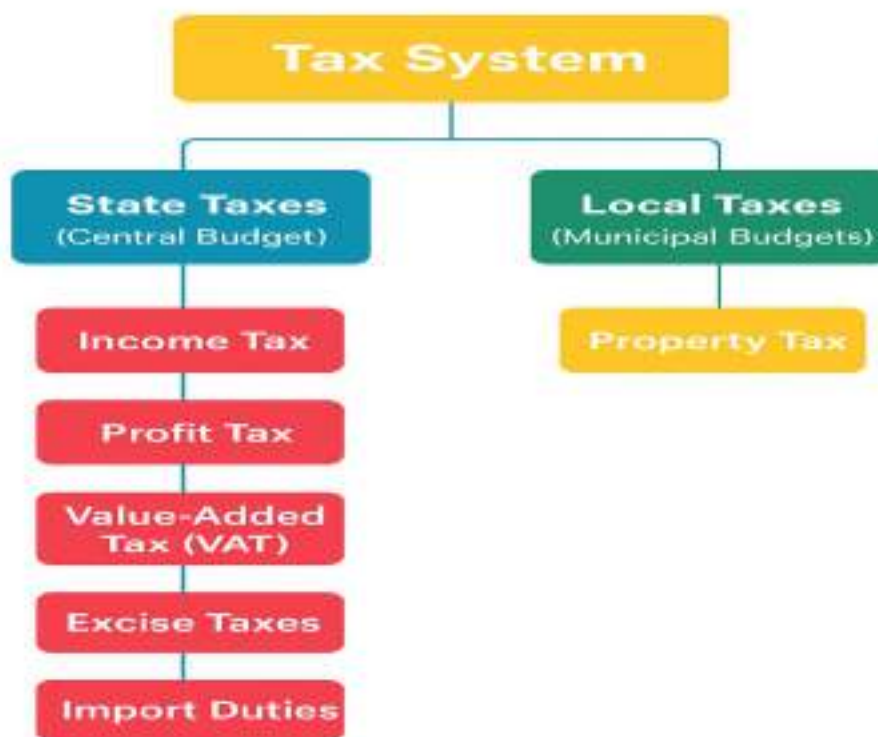 Tax System
State Taxes
(Central Budget)
Income Tax
Profit Tax
Value-Added
Tax (VAT)
Excise Taxes
Import Duties
Local Taxes
(Municipal Budgets)
Property Tax